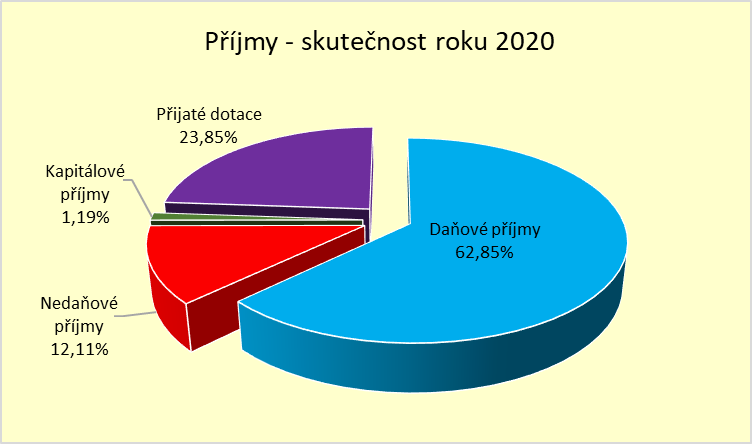 Příjmy - skutečnost roku 2020
Přijaté dotace
23,85%
Kapitálové
příjmy
1,19%
Daňové příjmy
62,85%
Nedaňové
příjmy
12,11%